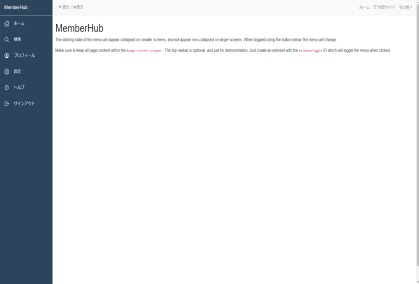 MemberHub
表示/非表示
ホーム
外部サイト
その他
ホーム
MemberHub
The starting state of the menu will appear collapsed on smaller screens, and will appear non-collapsed on larger screens. When toggled using the button below, the menu will change.
検索
Make sure to keep all page content within the #page-content-wrapper . The top navbar is optional, and just for demonstration. Just create an element with the #sidebarToggle ID which will toggle the menu when clicked.
プロフィール
設定
ヘルプ
サインアウト